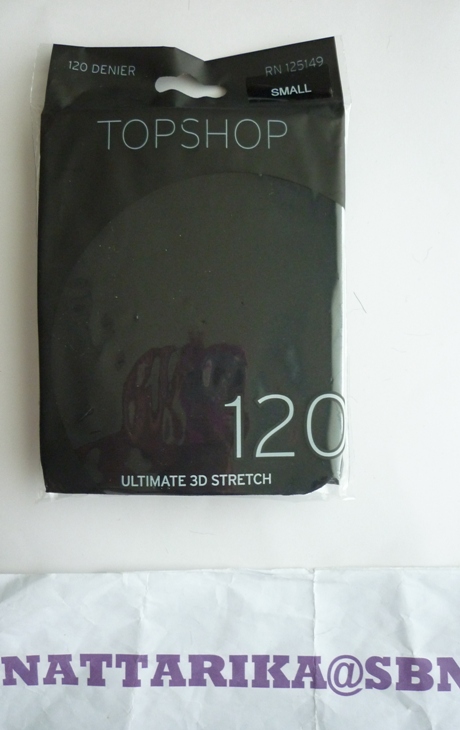 120 DENIER
RN 125149
SMALL
TOPSHOP
120
ULTIMATE 3D STRETCH
NATTARIKA@SBN